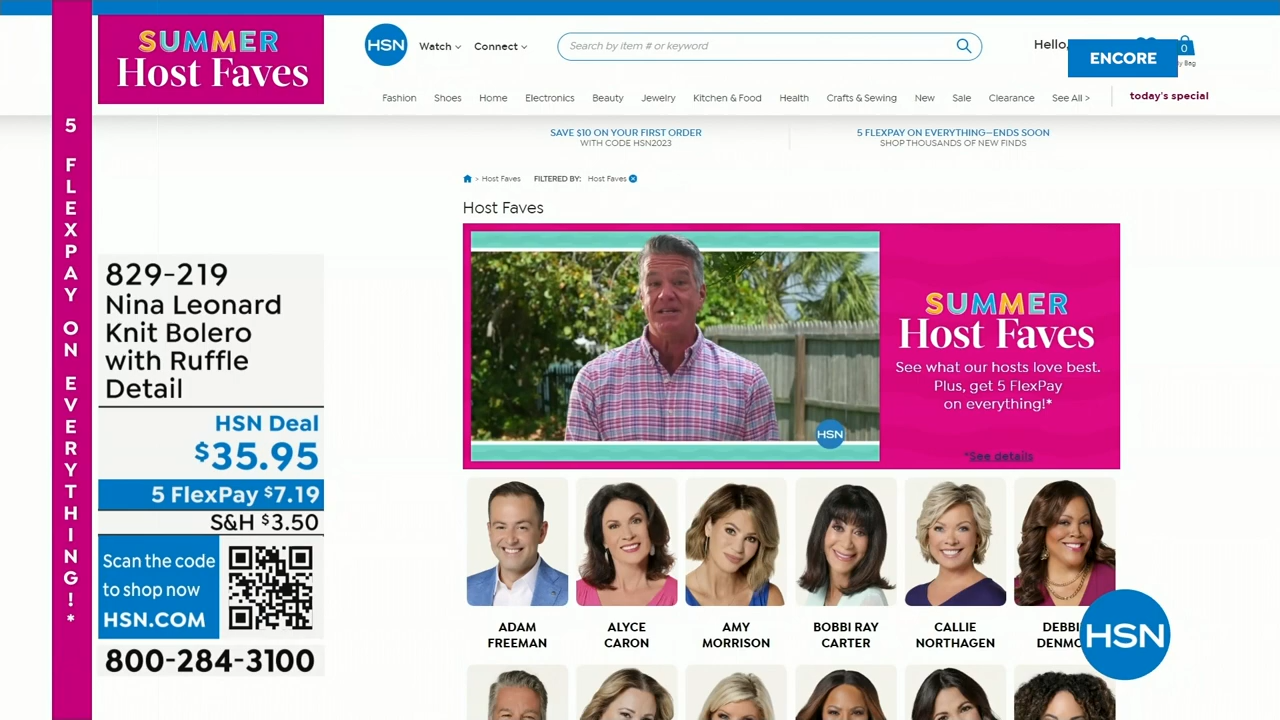 SUMMER
Host Faves
5 FLEXPAY ON EVERYTHING!*
829-219
Nina Leonard
Knit Bolero
with Ruffle
Detail
HSN Deal
$35.95
5 FlexPay $7.19
S&H $3.50
Scan the code
to shop now
HSN.COM
800-284-3100
HSN
Watch
Connect
Search by item # or keyword
Hello,
ENCORE
0
Bag
Fashion
Shoes
Home
Electronics
Beauty
Jewelry
Kitchen & Food
Health
Crafts & Sewing
New
Sale
Clearance
See All >
today's special
SAVE $10 ON YOUR FIRST ORDER
WITH CODE HSN2023
5 FLEXPAY ON EVERYTHING—ENDS SOON
SHOP THOUSANDS OF NEW FINDS
> Host Faves
FILTERED BY: Host Faves
Host Faves
HSN
SUMMER
Host Faves
See what our hosts love best.
Plus, get 5 FlexPay
on everything!*
*See details
ADAM
FREEMAN
ALYCE
CARON
AMY
MORRISON
BOBBI RAY
CARTER
CALLIE
NORTHAGEN
HSN